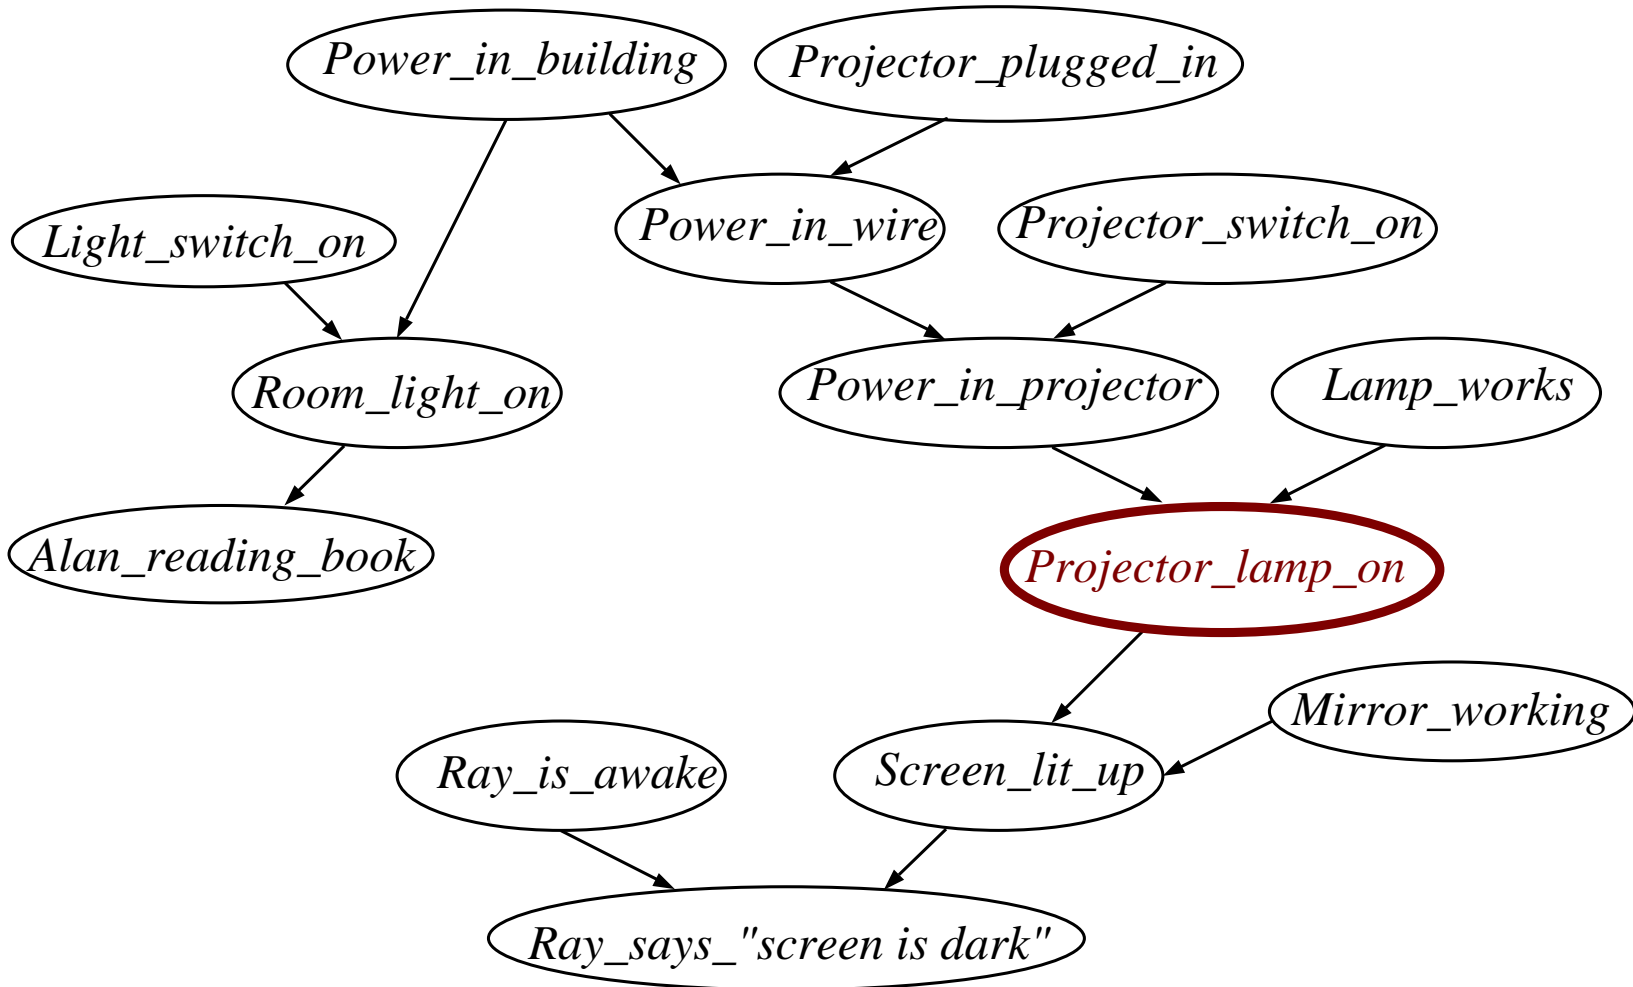 Power_in_building
Projector_plugged_in
Light_switch_on
Power_in_wire
Projector_switch_on
Room_light_on
Power_in_projector
Lamp_works
Alan_reading_book
Projector_lamp_on
Mirror_working
Ray_is_awake
Screen_lit_up
Ray_says_"screen is dark"